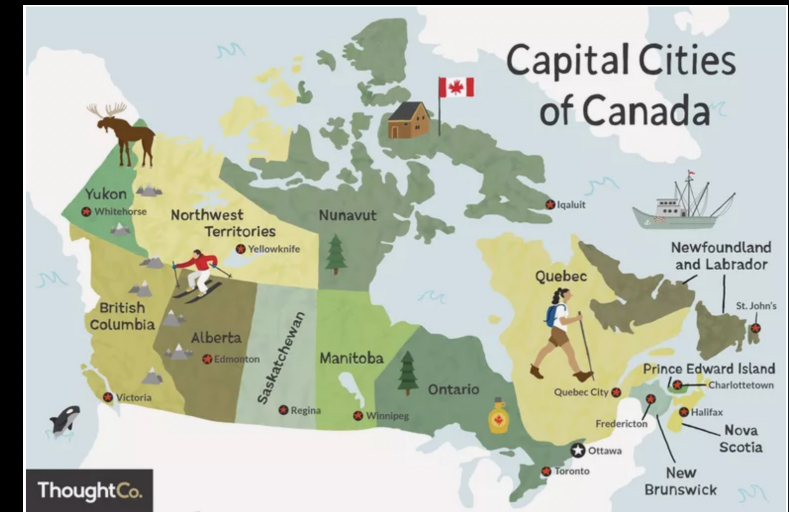 Capital Cities
of Canada
Yukon
Whitehorse
Northwest
Territories
Yellowknife
Nunavut
Iqaluit
Newfoundland
and Labrador
St. John's
Quebec
British
Columbia
Alberta
Edmonton
Saskatchewan
Manitoba
Ontario
Prince Edward Island
Charlottetown
Quebec City
Victoria
Regina
Winnipeg
Halifax
Fredericton
Nova
Scotia
Ottawa
Toronto
New
Brunswick
ThoughtCo.